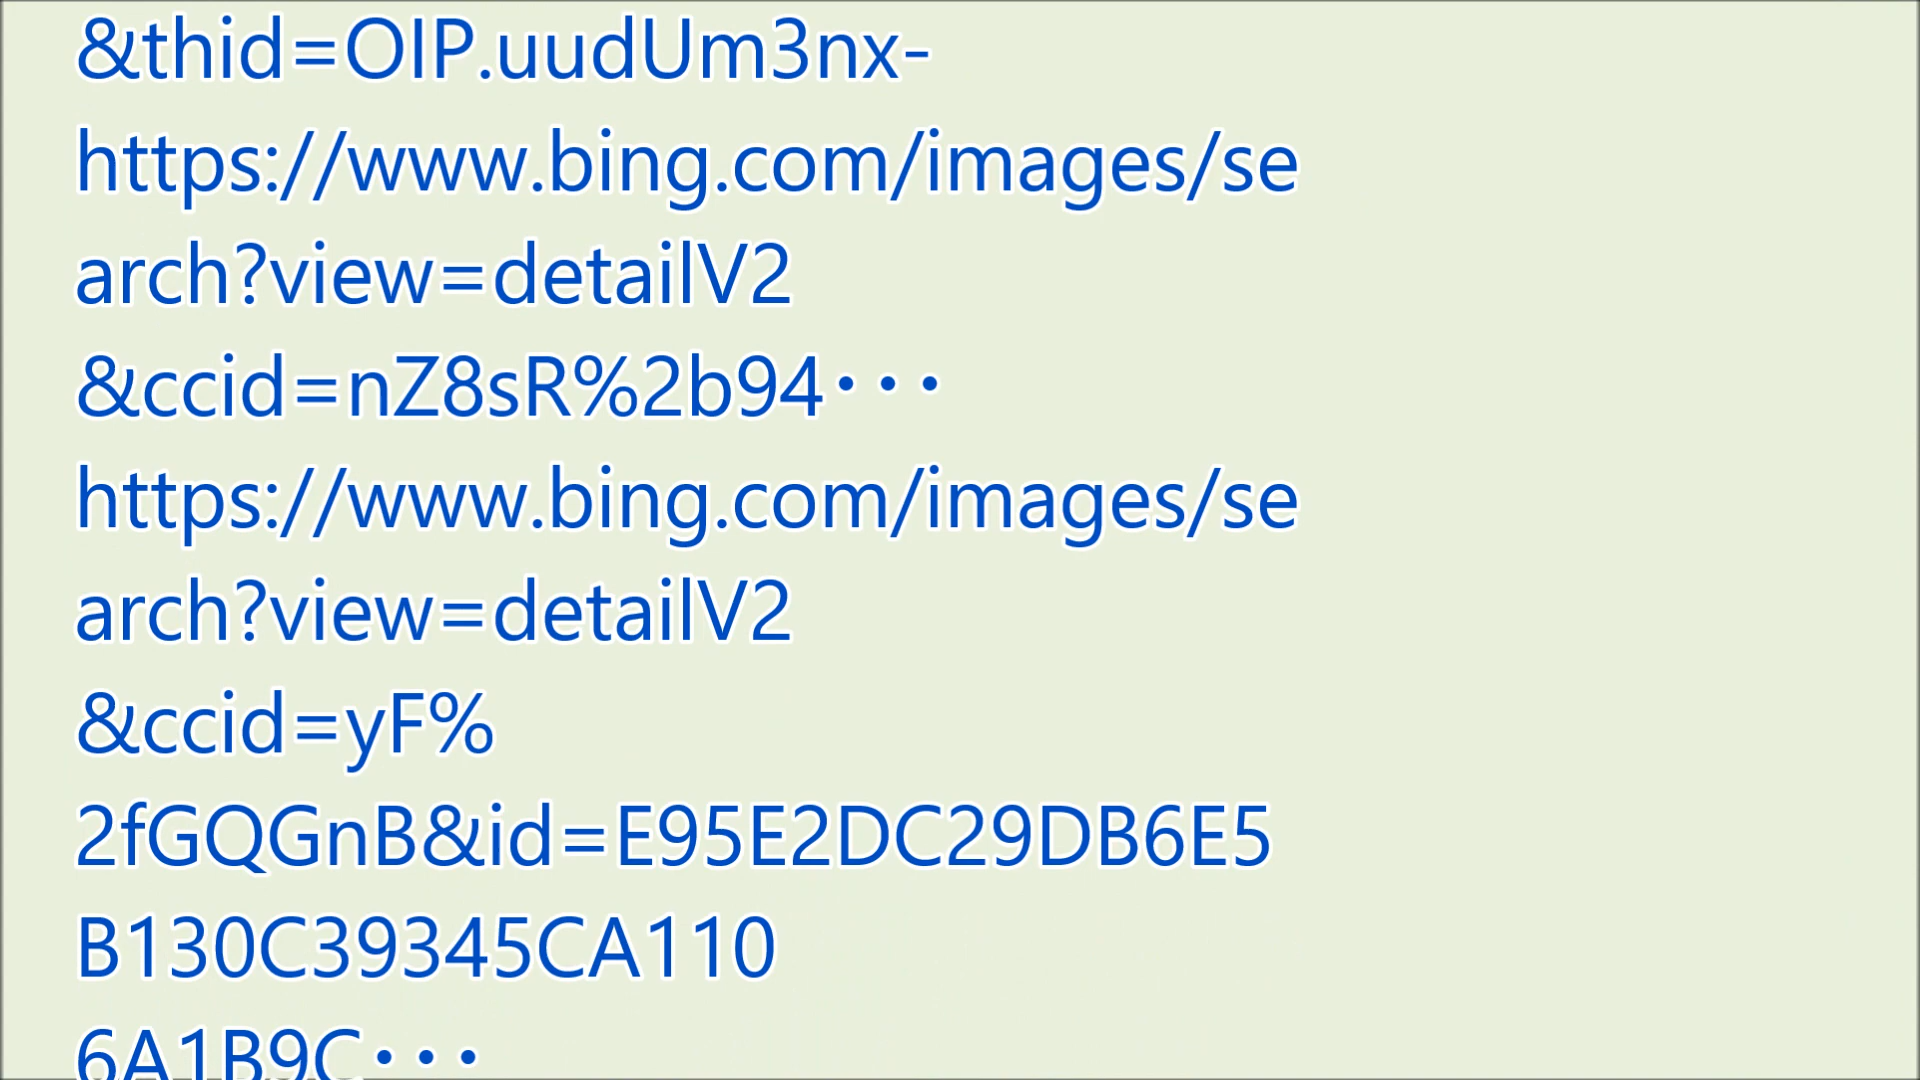 &thid=OIP.uudUm3nx-
https://www.bing.com/images/se
arch?view=detailV2
&ccid=nZ8sR%2b94･･･
https://www.bing.com/images/se
arch?view=detailV2
&ccid=yF%
2fGQGnB&id=E95E2DC29DB6E5
B130C39345CA110
6A1B9C･･･